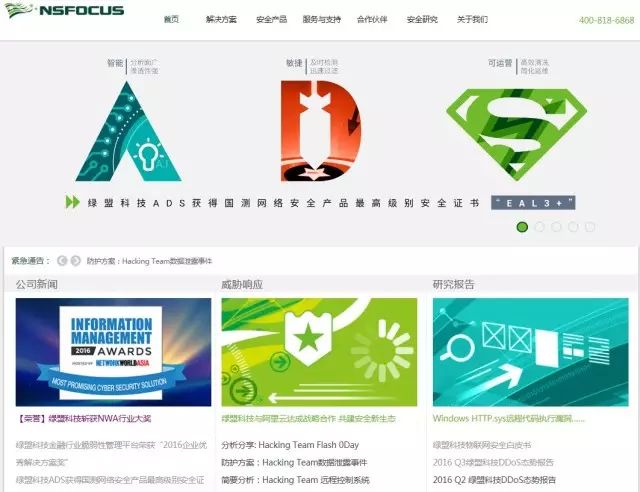 NSFOCUS
首页 解决方案 安全产品 服务与支持 合作伙伴 安全研究 关于我们 400-818-6868
智能 分析面广 渗透性强
敏捷 及时检测 迅速过滤
可运营 高效清洗 简化运维
ADS
A.I
绿盟科技ADS获得国测网络安全产品最高级别安全证书 "EAL3+"
紧急通告： 防护方案：Hacking Team数据泄露事件
公司新闻
INFORMATION
MANAGEMENT
2016 AWARDS
HOSTED BY NETWORKWORLDASIA
MOST PROMISING CYBER SECURITY SOLUTION
【荣誉】绿盟科技斩获NWA行业大奖
绿盟科技金融行业脆弱性管理平台荣获“2016企业优
秀解决方案奖”
绿盟科技ADS获得国测网络安全产品最高级别安全证
威胁响应
绿盟科技与阿里云达成战略合作 共建安全新生态
分析分享: Hacking Team Flash 0Day
防护方案：Hacking Team数据泄露事件
简要分析：Hacking Team 远程控制系统
研究报告
Windows HTTP.sys远程代码执行漏洞......
绿盟科技物联网安全白皮书
2016 Q3绿盟科技DDoS态势报告
2016 Q2 绿盟科技DDoS态势报告